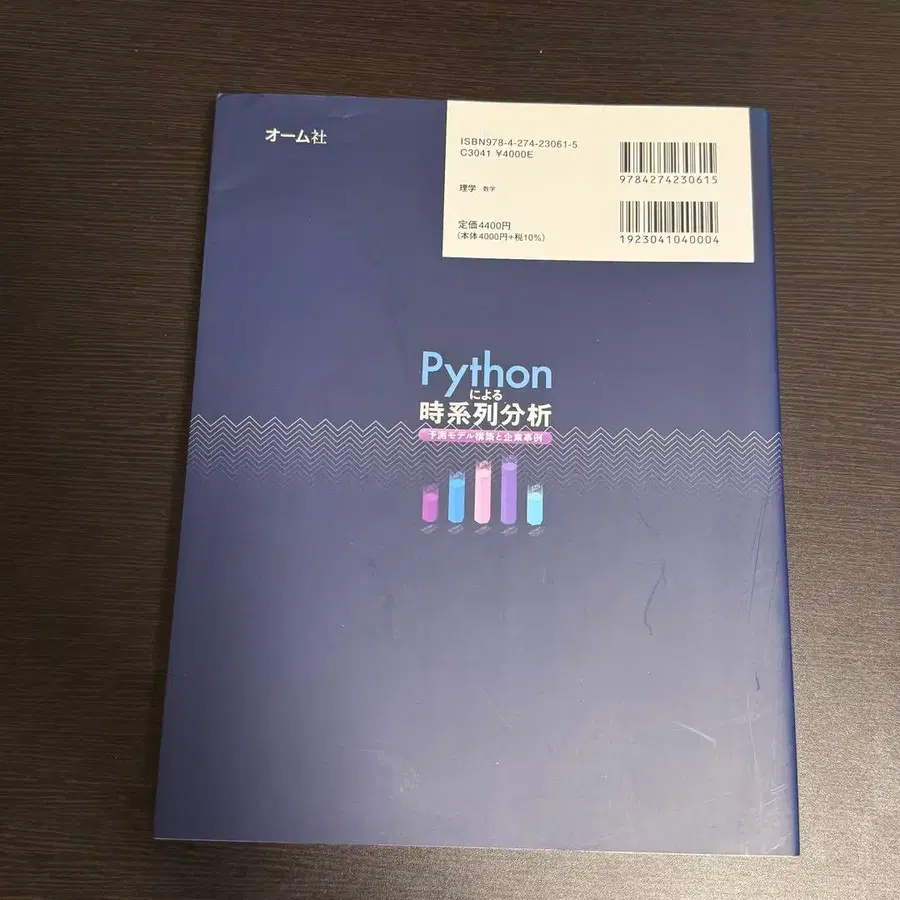 オーム社
ISBN978-4-274-23061-5
C3041 ¥4000E
理学 数学
定価4400円
（本体4000円+税10%）
9784274230615
1923041040004
Python
による
時系列分析
予測モデル構築と企業事例